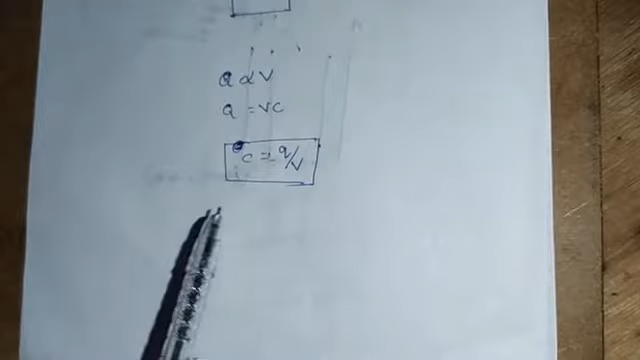 Q α V
Q = VC
C = q/V